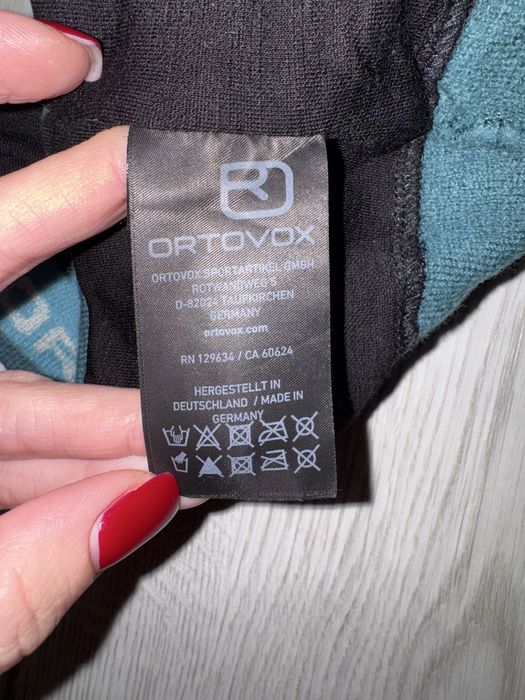 ORTOVOX
ORTOVOX SPORTARTIKEL GMBH
ROTWANDWEG 5
D-82024 TAUFKIRCHEN
GERMANY
ortovox.com
RN 129634 / CA 60624
HERGESTELLT IN
DEUTSCHLAND / MADE IN
GERMANY